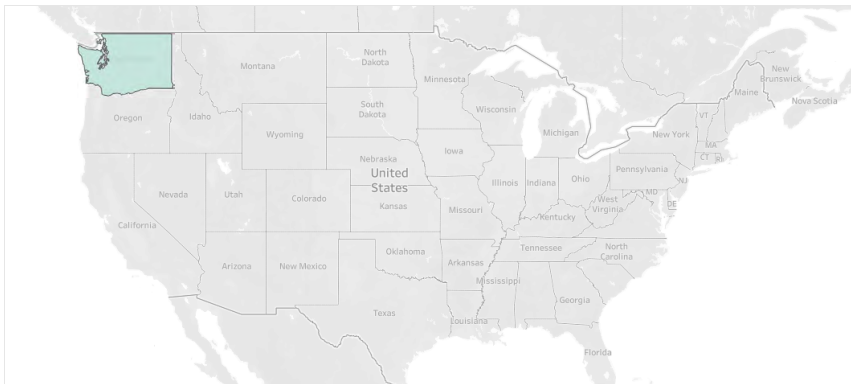 North
Dakota
Montana
Minnesota
New
Brunswick
Maine
Nova Scotia
South
Dakota
Wisconsin
Oregon
Idaho
Wyoming
Michigan
New York
VT
MA
CT
RI
Iowa
Nebraska
United
States
Illinois
Indiana
Ohio
Pennsylvania
NJ
MD
DE
West
Virginia
Nevada
Utah
Colorado
Kansas
Missouri
Kentucky
California
Tennessee
North
Carolina
Oklahoma
Arkansas
Arizona
New Mexico
Mississippi
Georgia
Texas
Louisiana
Florida